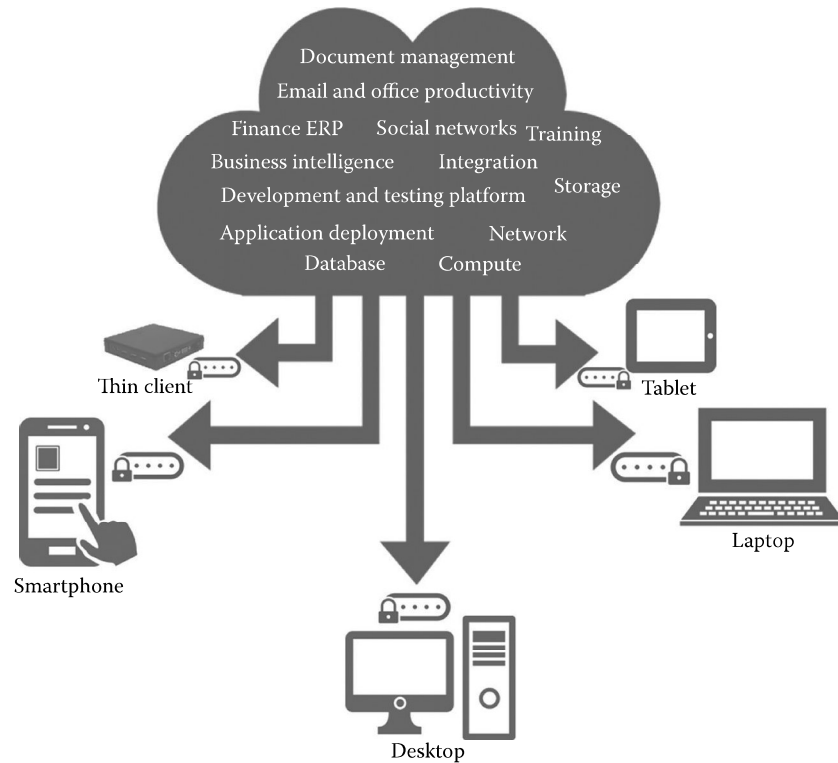 Document management
Email and office productivity
Finance ERP Social networks Training
Business intelligence Integration
Development and testing platform Storage
Application deployment Network
Database Compute
Thin client
Tablet
Smartphone
Laptop
Desktop